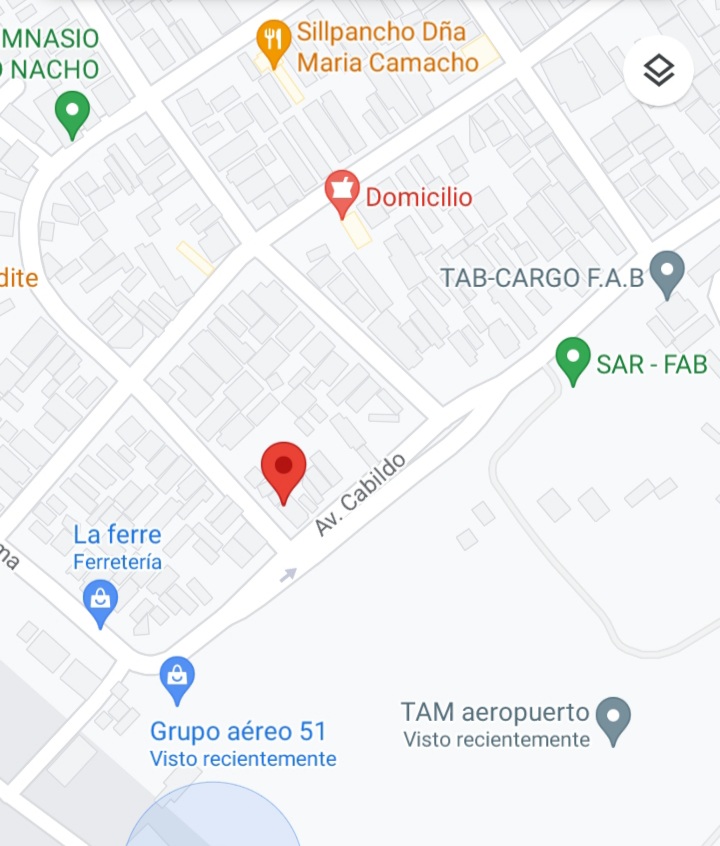 MNASIO
NACHO
Sillpancho Dña
Maria Camacho
Domicilio
dite
TAB-CARGO F.A.B
SAR - FAB
Av. Cabildo
La ferre
Ferretería
ma
Grupo aéreo 51
Visto recientemente
TAM aeropuerto
Visto recientemente